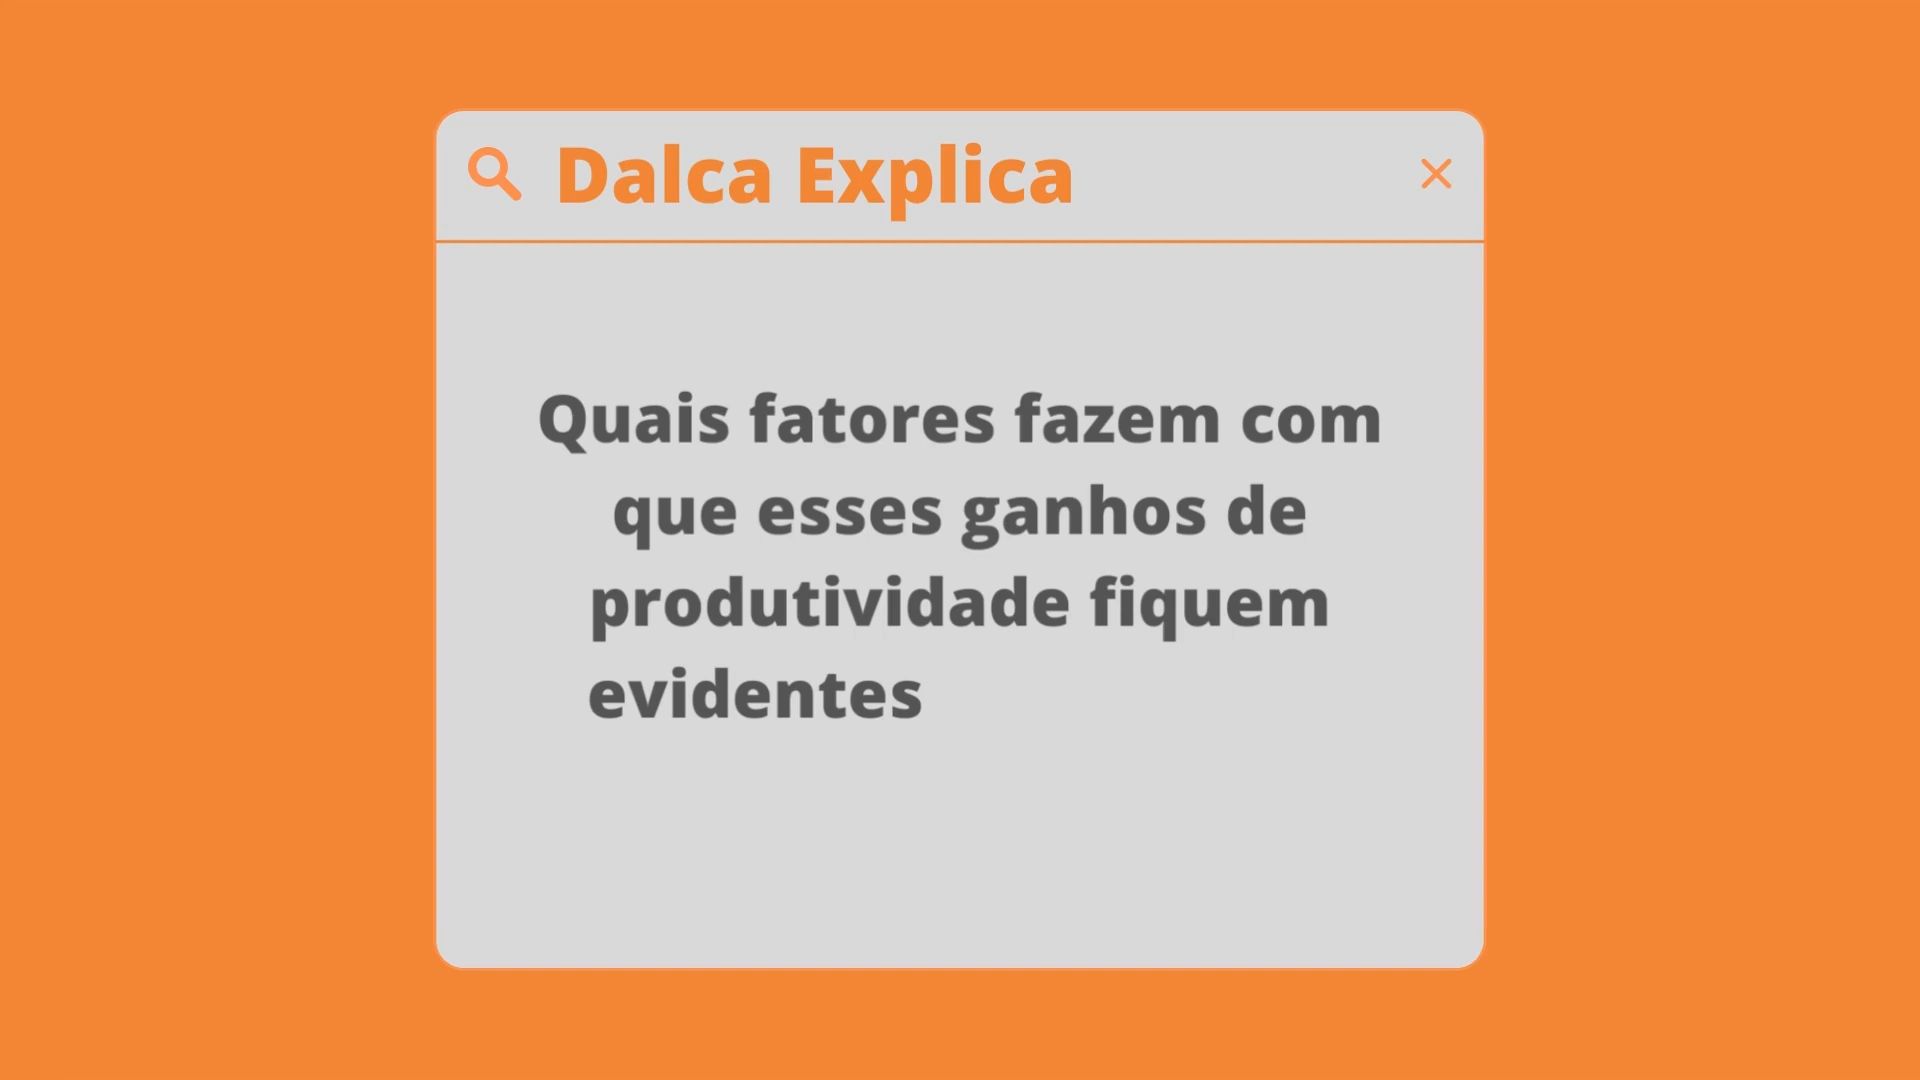 Dalca Explica
Quais fatores fazem com
que esses ganhos de
produtividade fiquem
evidentes